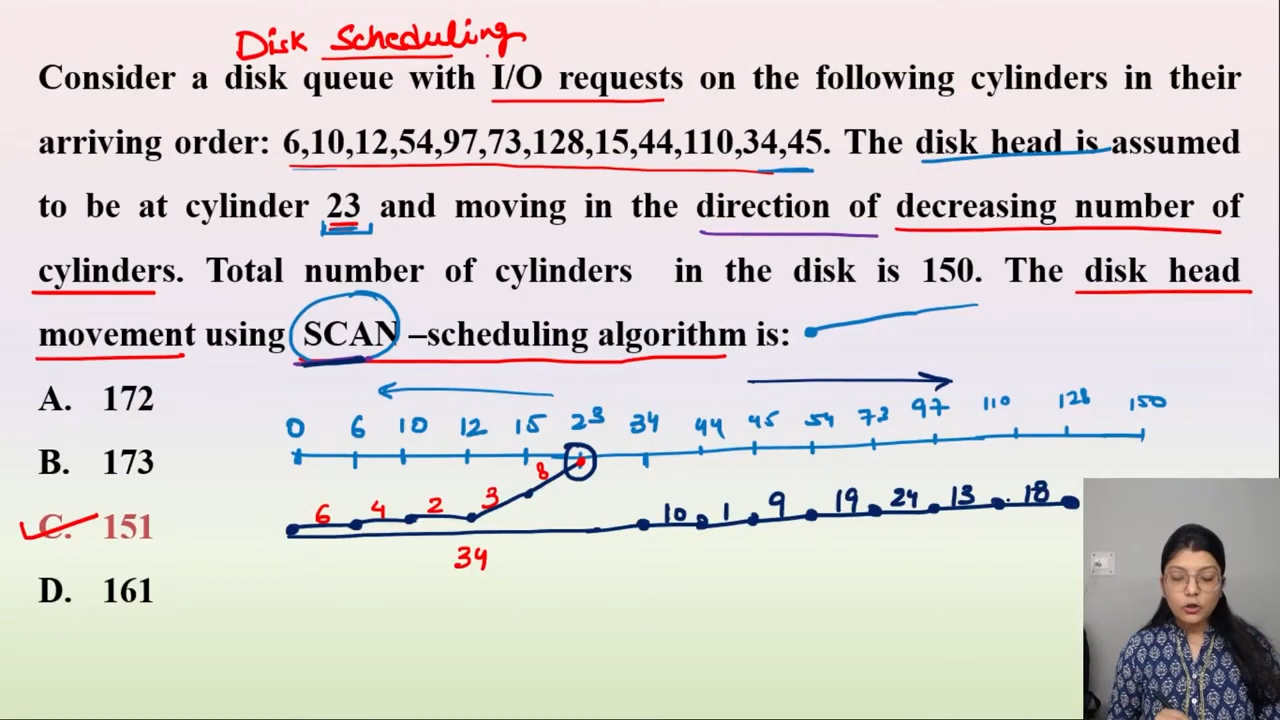 Disk Scheduling
Consider a disk queue with I/O requests on the following cylinders in their
arriving order: 6,10,12,54,97,73,128,15,44,110,34,45. The disk head is assumed
to be at cylinder 23 and moving in the direction of decreasing number of
cylinders. Total number of cylinders in the disk is 150. The disk head
movement using SCAN –scheduling algorithm is:
A. 172
B. 173
C. 151
D. 161
0 6 10 12 15 23 34 44 45 54 73 97 110 128 150
6 4 2 3 8 10 1 9 19 24 13 18
34